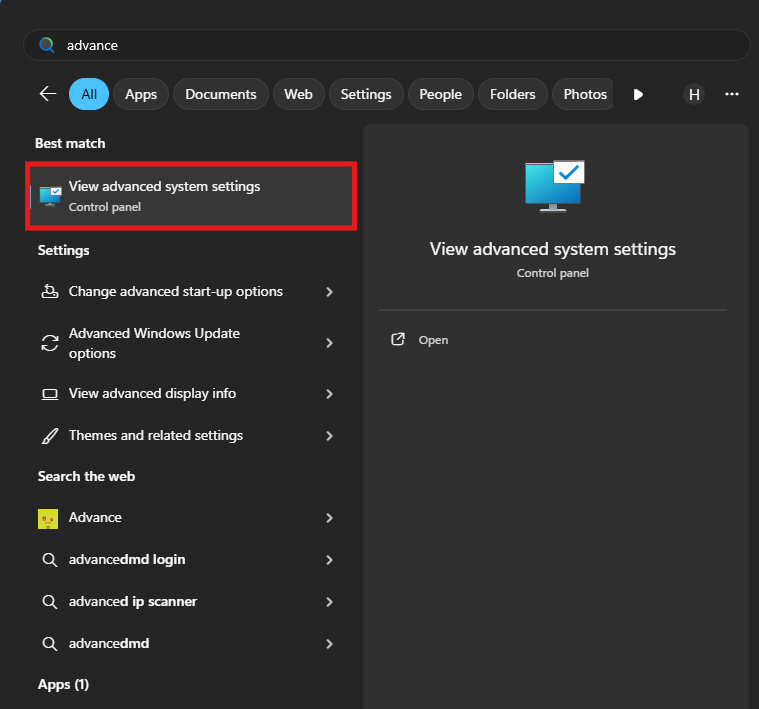 advance
All
Apps
Documents
Web
Settings
People
Folders
Photos
H
Best match
View advanced system settings
Control panel
Settings
Change advanced start-up options
Advanced Windows Update
options
View advanced display info
Themes and related settings
Search the web
Advance
advancedmd login
advanced ip scanner
advancedmd
Apps (1)
View advanced system settings
Control panel
Open